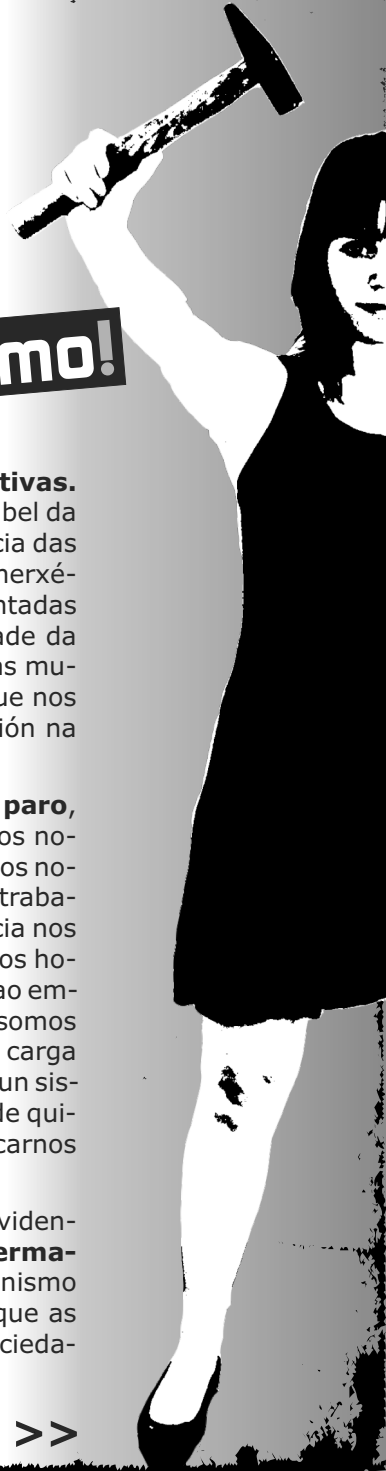 mo!
tivas.
bel da
cia das
merxé-
ntadas
ade da
as mu-
ue nos
ión na
paro,
os no-
os no-
traba-
cia nos
os ho-
ao em-
somos
carga
un sis-
de qui-
carnos
viden-
erma-
nismo
que as
cieda-
>>